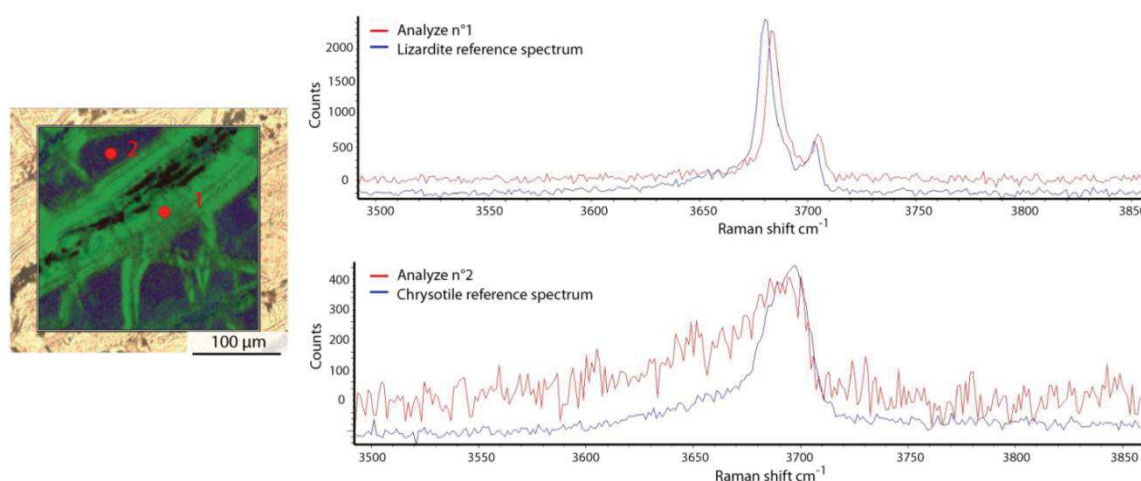 2
1
100 µm
Analyze n°1
Lizardite reference spectrum
Counts
2000
1500
1000
500
0
3500 3550 3600 3650 3700 3750 3800 3850
Raman shift cm-1
Analyze n°2
Chrysotile reference spectrum
Counts
400
300
200
100
0
3500 3550 3600 3650 3700 3750 3800 3850
Raman shift cm-1